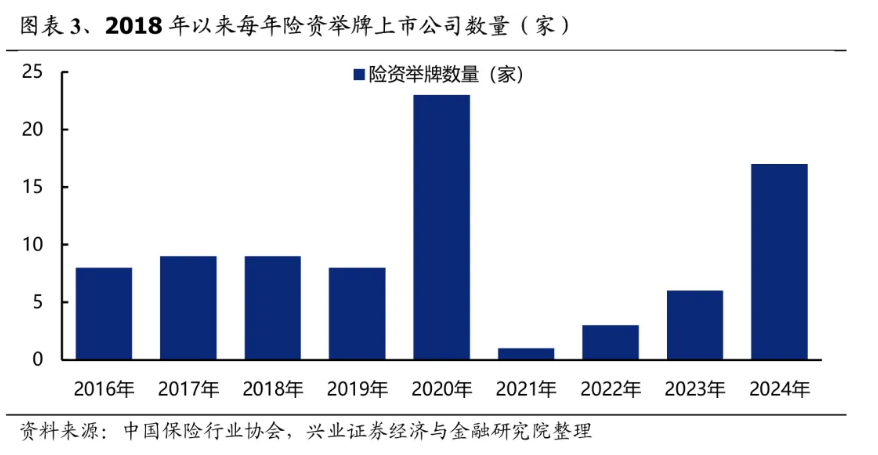 图表 3、2018 年以来每年险资举牌上市公司数量（家）
险资举牌数量（家）
25
20
15
10
5
0
2016年 2017年 2018年 2019年 2020年 2021年 2022年 2023年 2024年
资料来源：中国保险行业协会，兴业证券经济与金融研究院整理